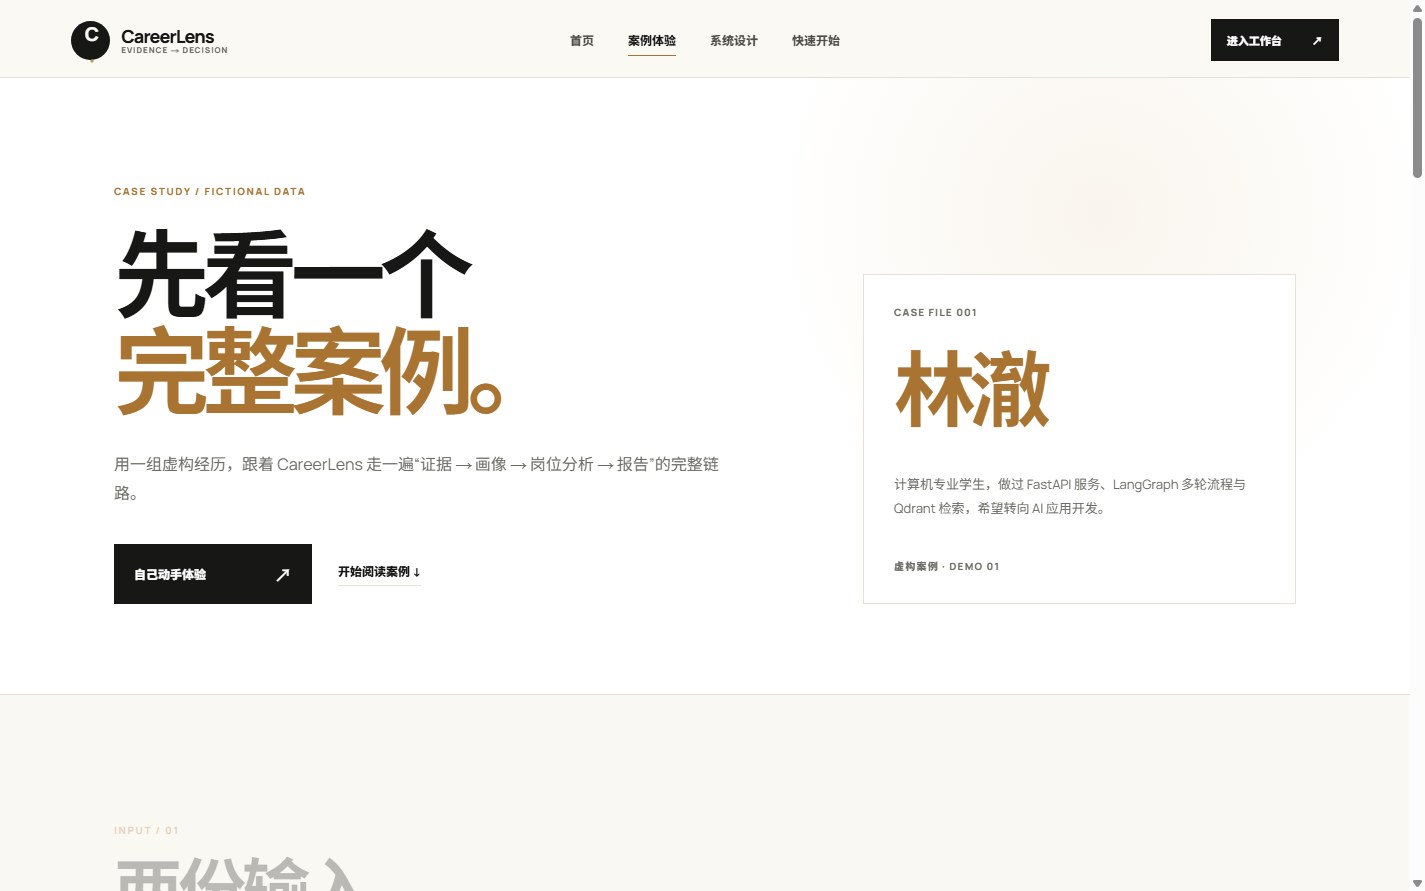 C
CareerLens
EVIDENCE → DECISION
首页
案例体验
系统设计
快速开始
进入工作台 ↗
CASE STUDY / FICTIONAL DATA
先看一个
完整案例。
用一组虚构经历，跟着 CareerLens 走一遍“证据 → 画像 → 岗位分析 → 报告”的完整链
路。
自己动手体验 ↗
开始阅读案例 ↓
CASE FILE 001
林澈
计算机专业学生，做过 FastAPI 服务、LangGraph 多轮流程与
Qdrant 检索，希望转向 AI 应用开发。
虚构案例 · DEMO 01
INPUT / 01
两份输入